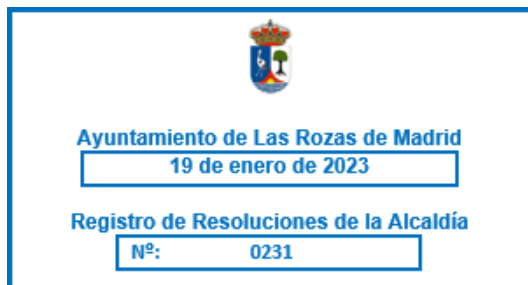 Ayuntamiento de Las Rozas de Madrid
19 de enero de 2023
Registro de Resoluciones de la Alcaldía
Nº: 0231